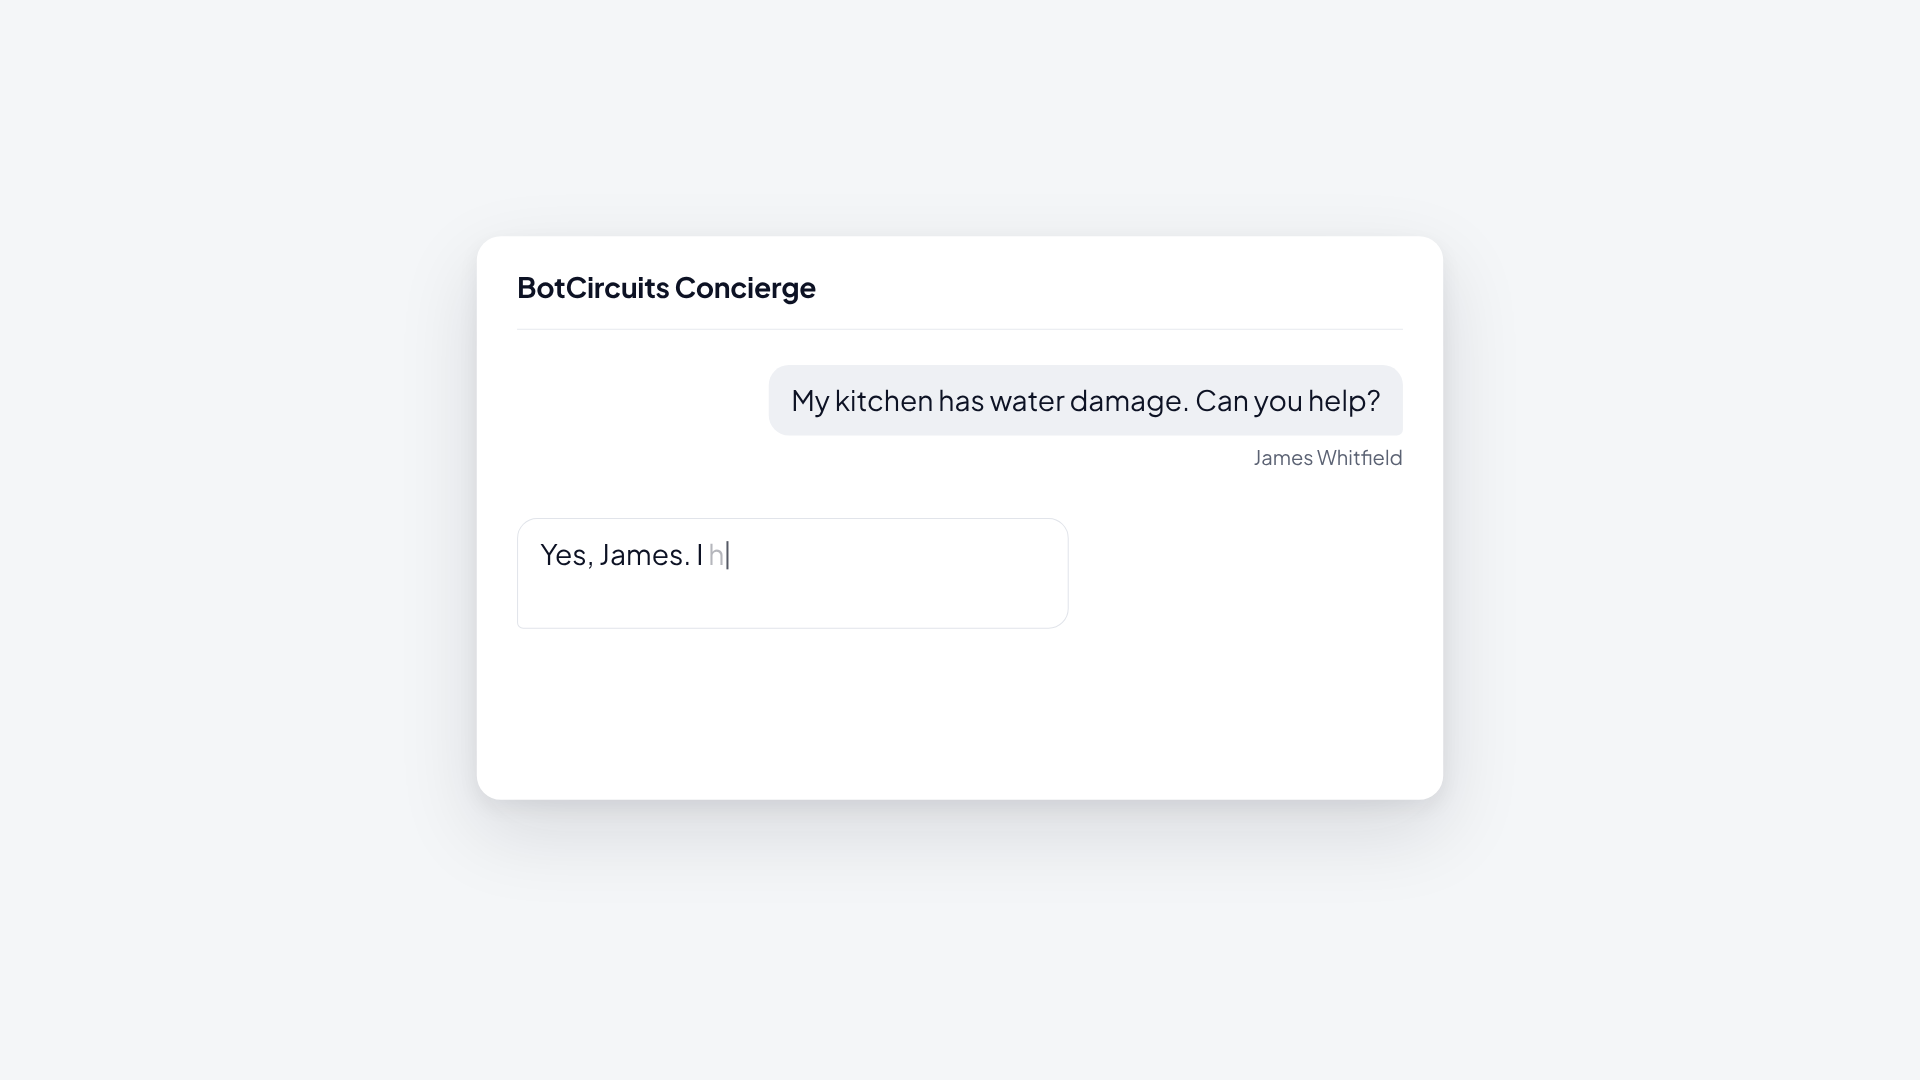 BotCircuits Concierge
My kitchen has water damage. Can you help?
James Whitfield
Yes, James. I h